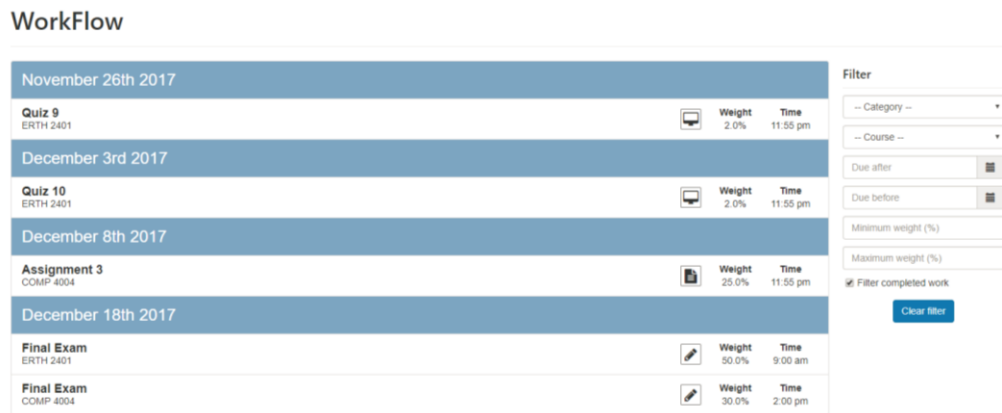 WorkFlow
November 26th 2017
Quiz 9 Weight Time
ERTH 2401 2.0% 11:55 pm
December 3rd 2017
Quiz 10 Weight Time
ERTH 2401 2.0% 11:55 pm
December 8th 2017
Assignment 3 Weight Time
COMP 4004 25.0% 11:55 pm
December 18th 2017
Final Exam Weight Time
ERTH 2401 50.0% 9:00 am
Final Exam Weight Time
COMP 4004 30.0% 2:00 pm
Filter
-- Category --
-- Course --
Due after
Due before
Minimum weight (%)
Maximum weight (%)
Filter completed work
Clear filter